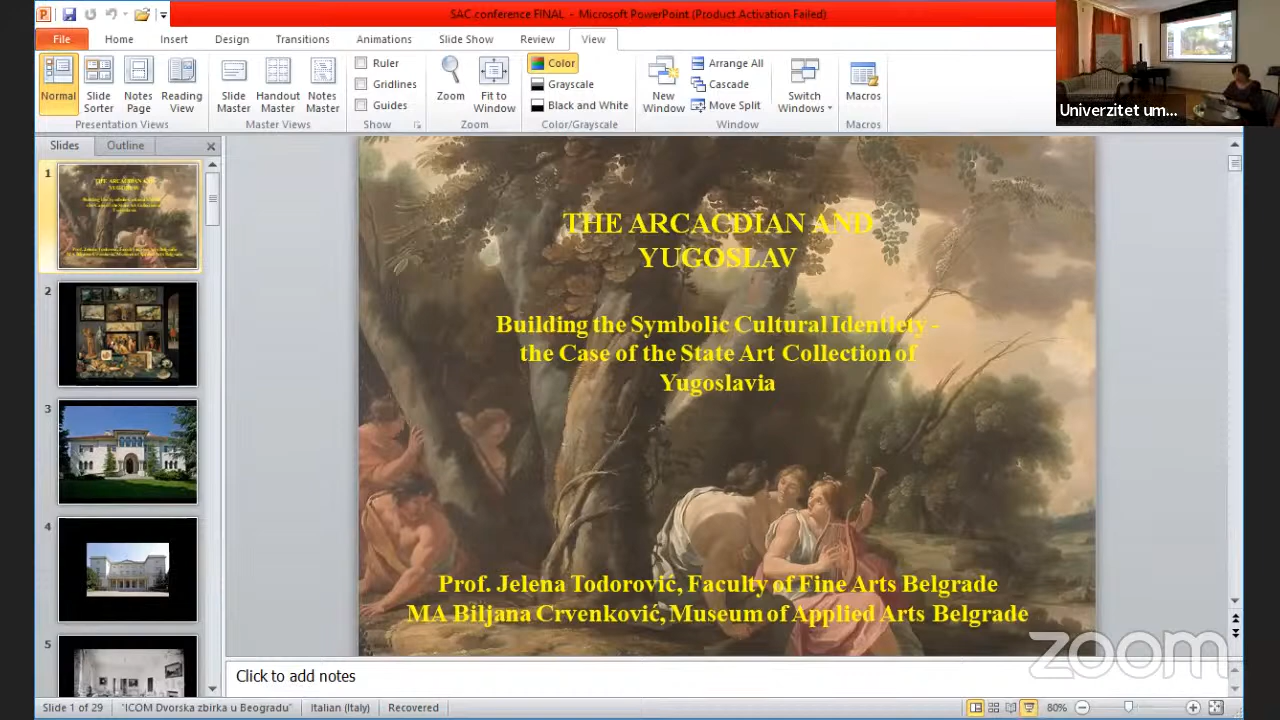 SAC conference FINAL - Microsoft PowerPoint (Product Activation Failed)
File Home Insert Design Transitions Animations Slide Show Review View
Normal Slide Sorter Notes Page Reading View
Presentation Views
Slide Master Handout Master Notes Master
Master Views
Ruler
Gridlines
Guides
Show
Zoom Fit to Window
Zoom
Color
Grayscale
Black and White
Color/Grayscale
New Window
Arrange All
Cascade
Move Split
Switch Windows
Window
Macros
Macros
Univerzitet um...
Slides Outline
1
2
3
4
5
THE ARCACDIAN AND
YUGOSLAV
Building the Symbolic Cultural Identiety -
the Case of the State Art Collection of
Yugoslavia
Prof. Jelena Todorović, Faculty of Fine Arts Belgrade
MA Biljana Crvenković, Museum of Applied Arts Belgrade
zoom
Click to add notes
Slide 1 of 29 "ICOM Dvorska zbirka u Beogradu" Italian (Italy) Recovered 80%